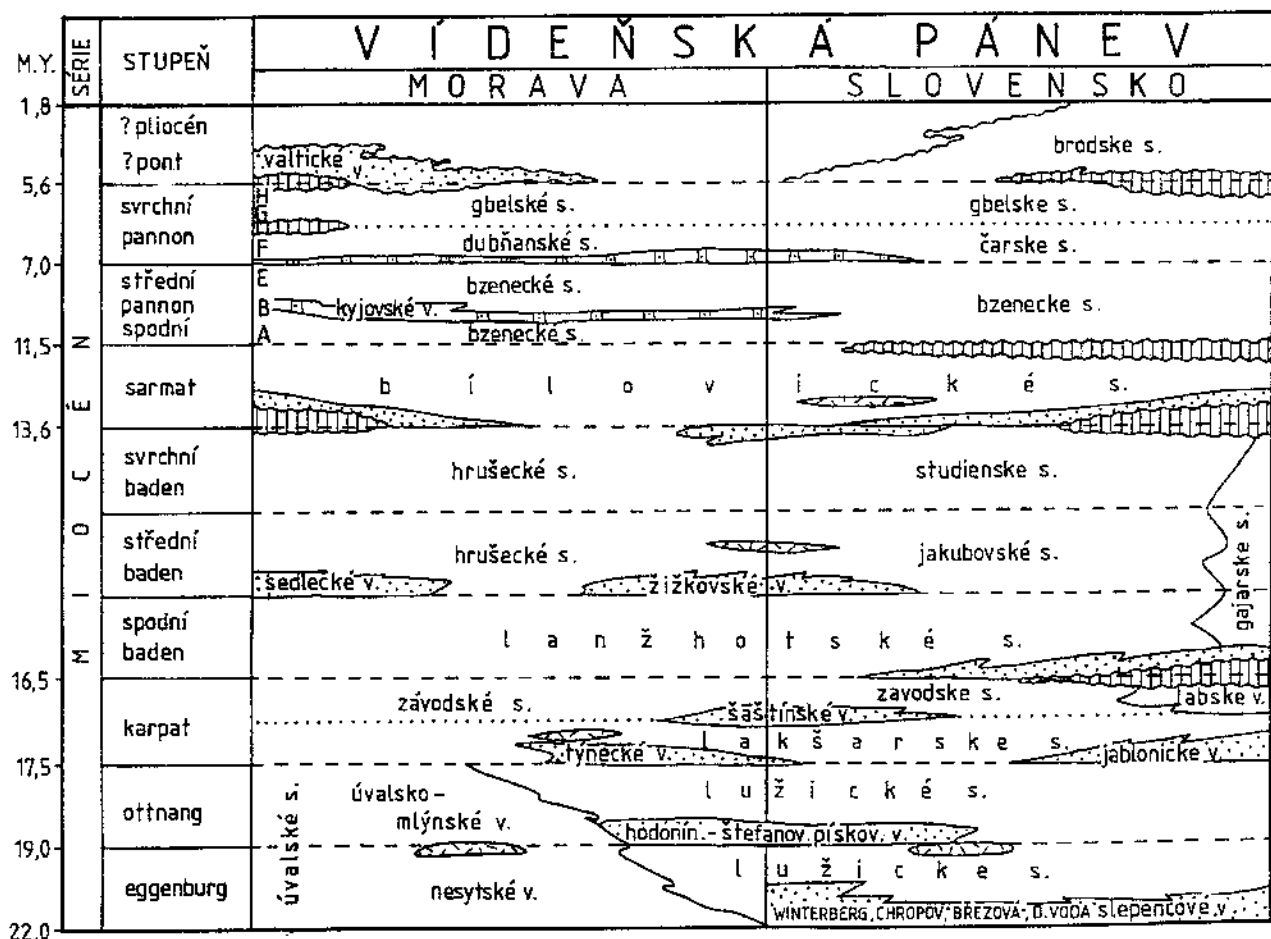 VÍDEŇSKÁ PÁNEV
M.Y. SÉRIE STUPEŇ
MORAVA SLOVENSKO
1,8
?pliocén
?pont valtické v. brodske s.
5,6
H
svrchní G gbelské s. gbelske s.
pannon
F dubňanské s. čarske s.
7,0
střední E bzenecké s.
pannon B kyjovské v. bzenecke s.
spodní A bzenecké s.
11,5
sarmat bílovické s.
13,6
svrchní
baden hrušecké s. studienske s.
střední
baden hrušecké s. jakubovské s.
šedlecké v. žižkovské v.
gajarske s.
spodní
baden lanžhotské s.
16,5
závodské s. závodske s. labske v.
karpat šaštínské v.
lakšarske s.
týnecké v. jablonické v.
17,5
úvalské s.
úvalsko- lužické s.
ottnang mlýnské v.
hodonín.-štefanov. pískov. v.
19,0
lužicke s.
eggenburg nesytské v.
WINTERBERG, CHROPOV, BŘEZOVÁ, D.VODA slepencové v.
22,0
MIOCÉN